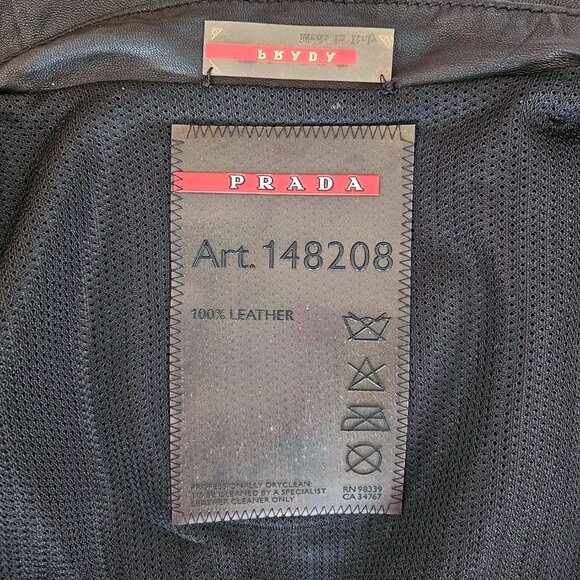 Made in Italy
PRADA
PRADA
Art. 148208
100% LEATHER
PROFESSIONALLY DRYCLEAN:
TO BE CLEANED BY A SPECIALIST
LEATHER CLEANER ONLY
RN 98339
CA 34767